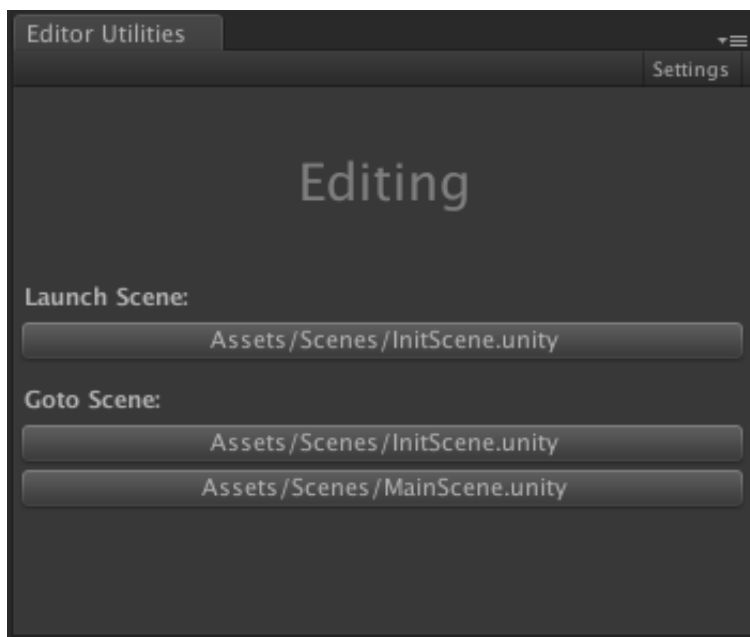 Editor Utilities
Settings
Editing
Launch Scene:
Assets/Scenes/InitScene.unity
Goto Scene:
Assets/Scenes/InitScene.unity
Assets/Scenes/MainScene.unity